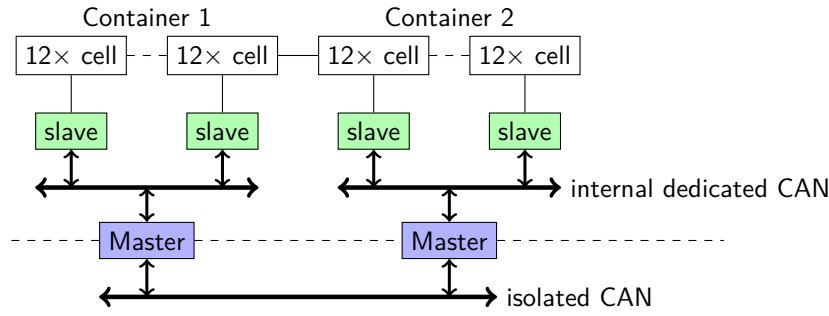 Container 1
Container 2
12× cell
12× cell
12× cell
12× cell
slave
slave
slave
slave
internal dedicated CAN
Master
Master
isolated CAN